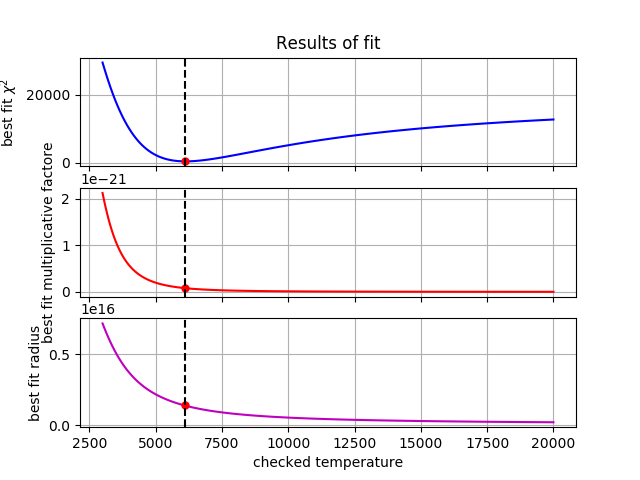 Results of fit
best fit χ²
20000
0
1e−21
best fit multiplicative factore
2
1
0
1e16
best fit radius
0.5
0.0
2500 5000 7500 10000 12500 15000 17500 20000
checked temperature